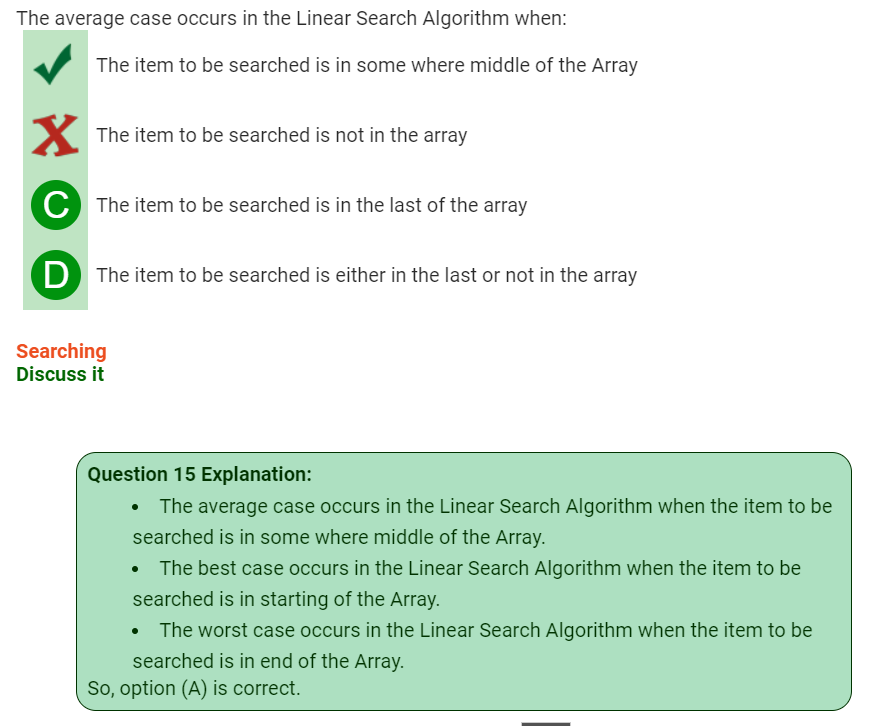 The average case occurs in the Linear Search Algorithm when:
The item to be searched is in some where middle of the Array
X The item to be searched is not in the array
C The item to be searched is in the last of the array
D The item to be searched is either in the last or not in the array
Searching
Discuss it
Question 15 Explanation:
• The average case occurs in the Linear Search Algorithm when the item to be
searched is in some where middle of the Array.
• The best case occurs in the Linear Search Algorithm when the item to be
searched is in starting of the Array.
• The worst case occurs in the Linear Search Algorithm when the item to be
searched is in end of the Array.
So, option (A) is correct.